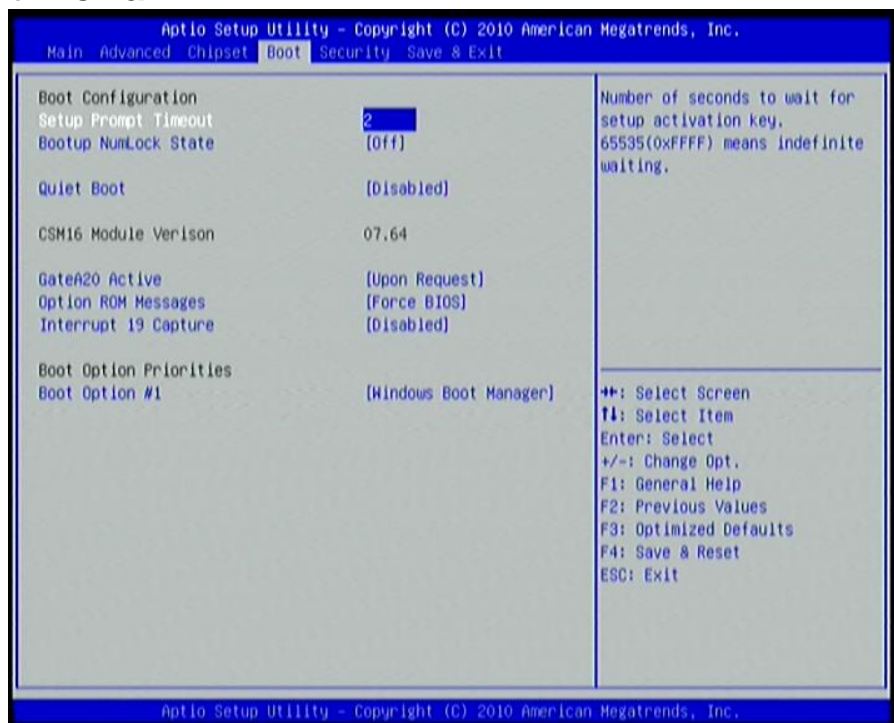 Aptio Setup Utility - Copyright (C) 2010 American Megatrends, Inc.
Main Advanced Chipset Boot Security Save & Exit
Boot Configuration
Setup Prompt Timeout 2
Bootup NumLock State [Off]
Quiet Boot [Disabled]
CSM16 Module Verison 07.64
GateA20 Active [Upon Request]
Option ROM Messages [Force BIOS]
Interrupt 19 Capture [Disabled]
Boot Option Priorities
Boot Option #1 [Windows Boot Manager]
Number of seconds to wait for
setup activation key.
65535(0xFFFF) means indefinite
waiting.
→←: Select Screen
↑↓: Select Item
Enter: Select
+/-: Change Opt.
F1: General Help
F2: Previous Values
F3: Optimized Defaults
F4: Save & Reset
ESC: Exit
Aptio Setup Utility - Copyright (C) 2010 American Megatrends, Inc.